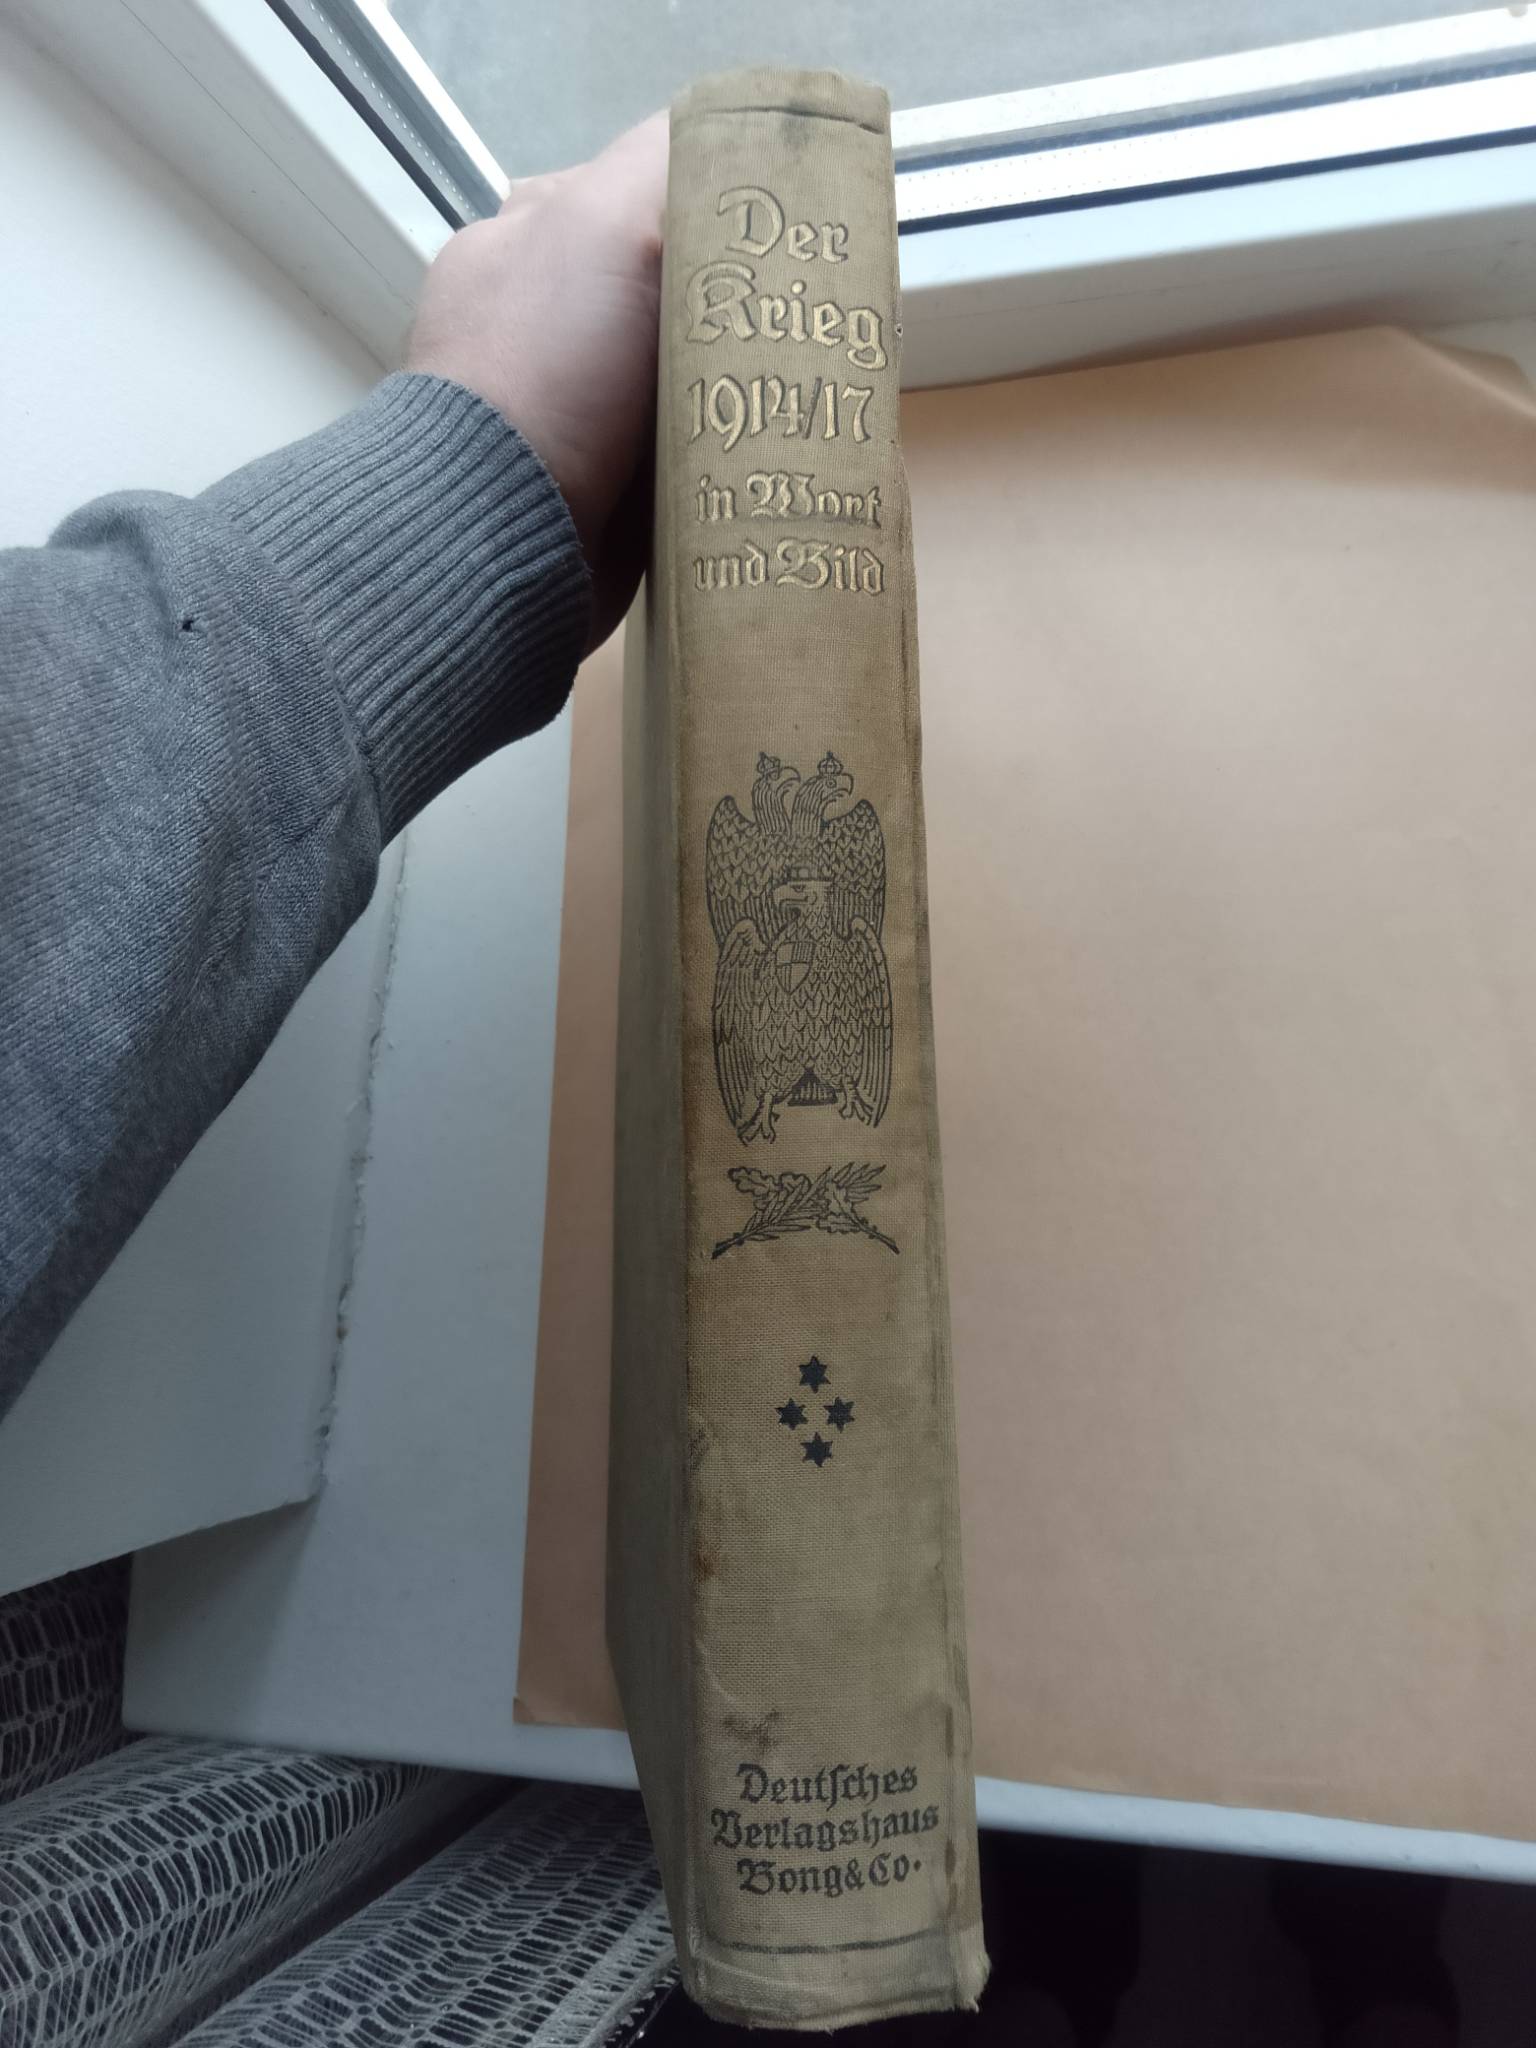 Der
Krieg
1914/17
in Wort
und Bild
Deutſches
Verlagshaus
Bong & Co.